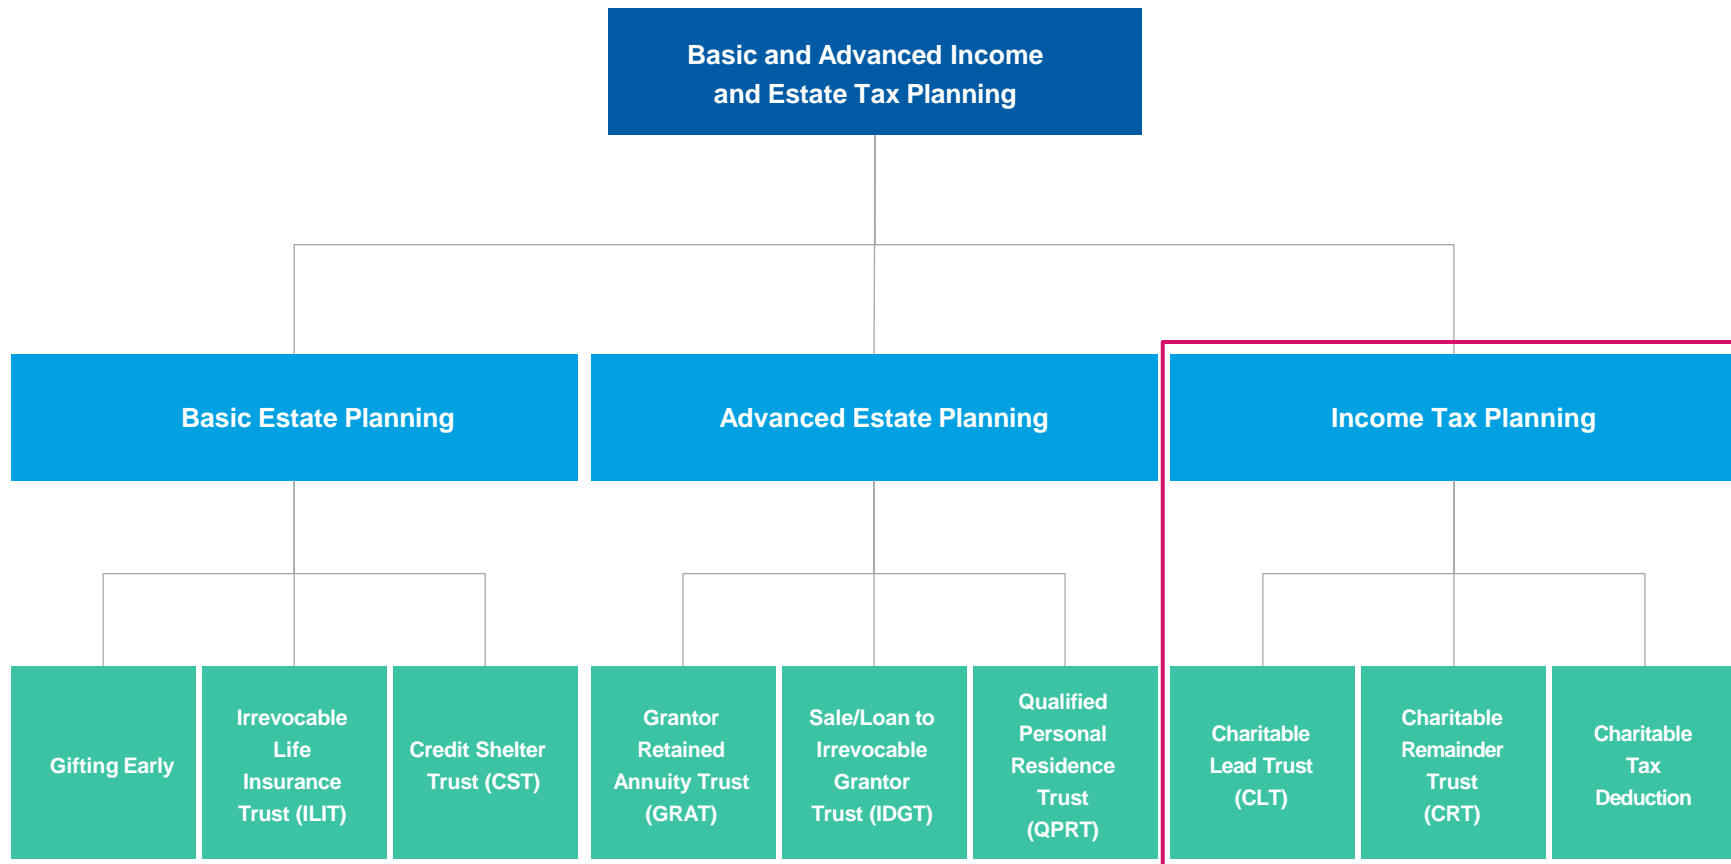 Basic and Advanced Income
and Estate Tax Planning
Basic Estate Planning
Advanced Estate Planning
Income Tax Planning
Gifting Early
Irrevocable
Life
Insurance
Trust (ILIT)
Credit Shelter
Trust (CST)
Grantor
Retained
Annuity Trust
(GRAT)
Sale/Loan to
Irrevocable
Grantor
Trust (IDGT)
Qualified
Personal
Residence
Trust
(QPRT)
Charitable
Lead Trust
(CLT)
Charitable
Remainder
Trust
(CRT)
Charitable
Tax
Deduction